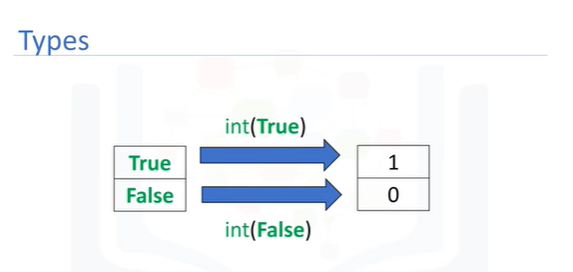 Types
int(True)
True
1
False
0
int(False)